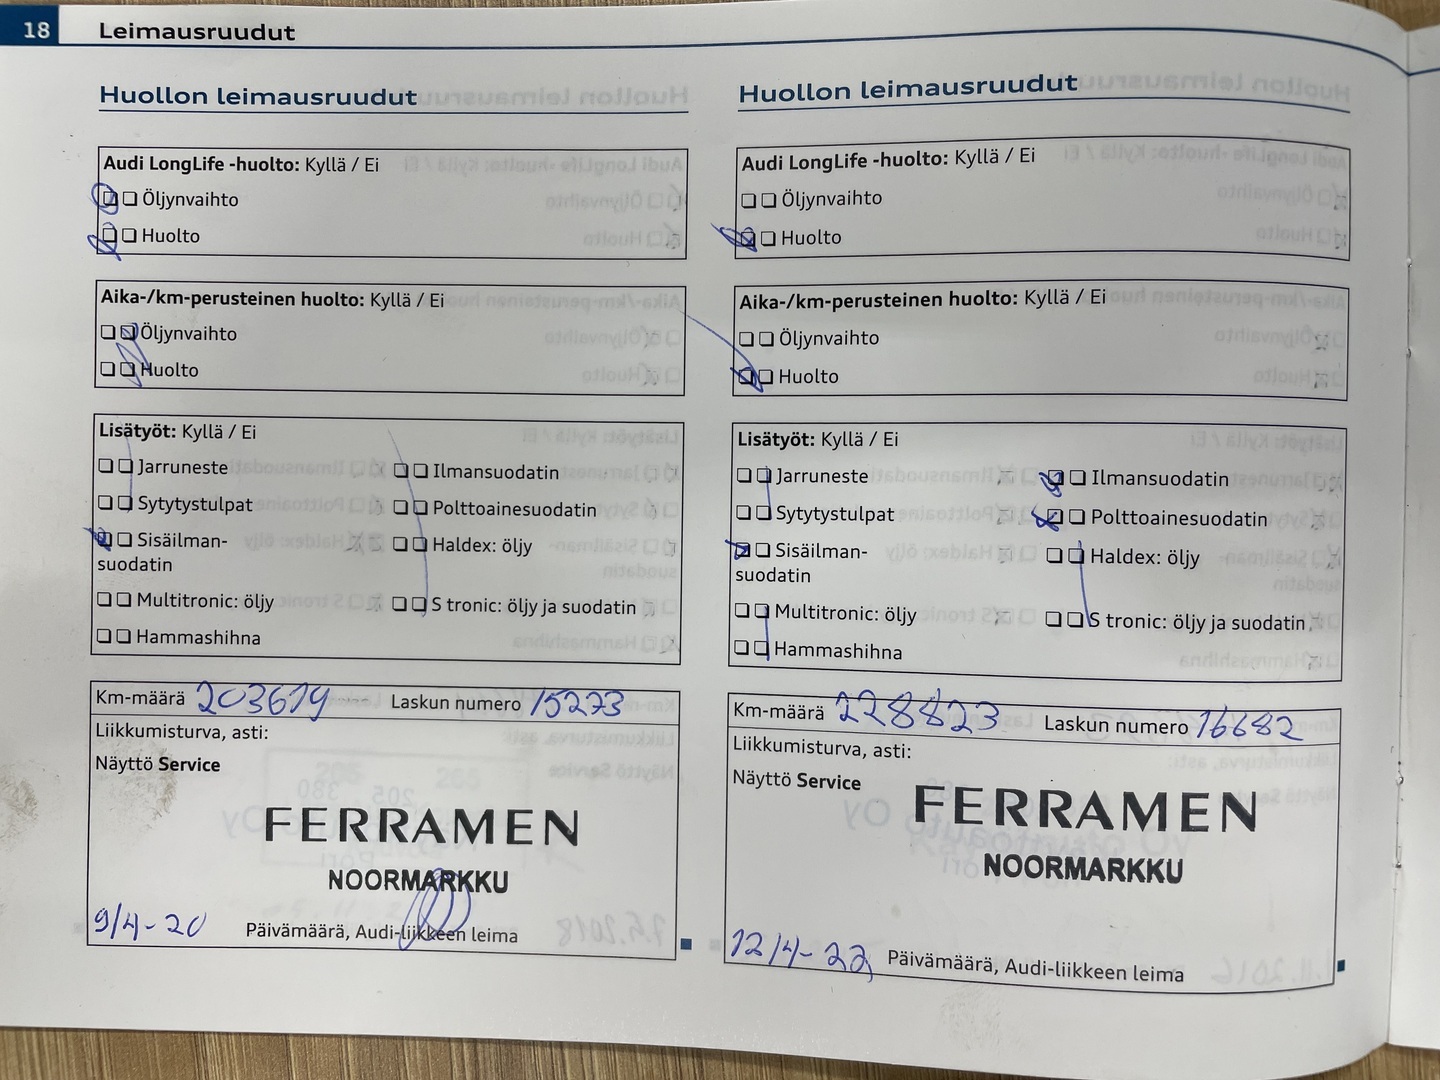 18 Leimausruudut
Huollon leimausruudut
Audi LongLife -huolto: Kyllä / Ei
Öljynvaihto
Huolto
Aika-/km-perusteinen huolto: Kyllä / Ei
Öljynvaihto
Huolto
Lisätyöt: Kyllä / Ei
Jarruneste
Ilmansuodatin
Sytytystulpat
Polttoainesuodatin
Sisäilman-
suodatin
Haldex: öljy
Multitronic: öljy
S tronic: öljy ja suodatin
Hammashihna
Km-määrä 203619 Laskun numero 15273
Liikkumisturva, asti:
Näyttö Service
FERRAMEN
NOORMARKKU
9/4-20 Päivämäärä, Audi-liikkeen leima
Huollon leimausruudut
Audi LongLife -huolto: Kyllä / Ei
Öljynvaihto
Huolto
Aika-/km-perusteinen huolto: Kyllä / Ei
Öljynvaihto
Huolto
Lisätyöt: Kyllä / Ei
Jarruneste
Ilmansuodatin
Sytytystulpat
Polttoainesuodatin
Sisäilman-
suodatin
Haldex: öljy
Multitronic: öljy
S tronic: öljy ja suodatin
Hammashihna
Km-määrä 228823 Laskun numero 16682
Liikkumisturva, asti:
Näyttö Service
FERRAMEN
NOORMARKKU
12/4-22 Päivämäärä, Audi-liikkeen leima